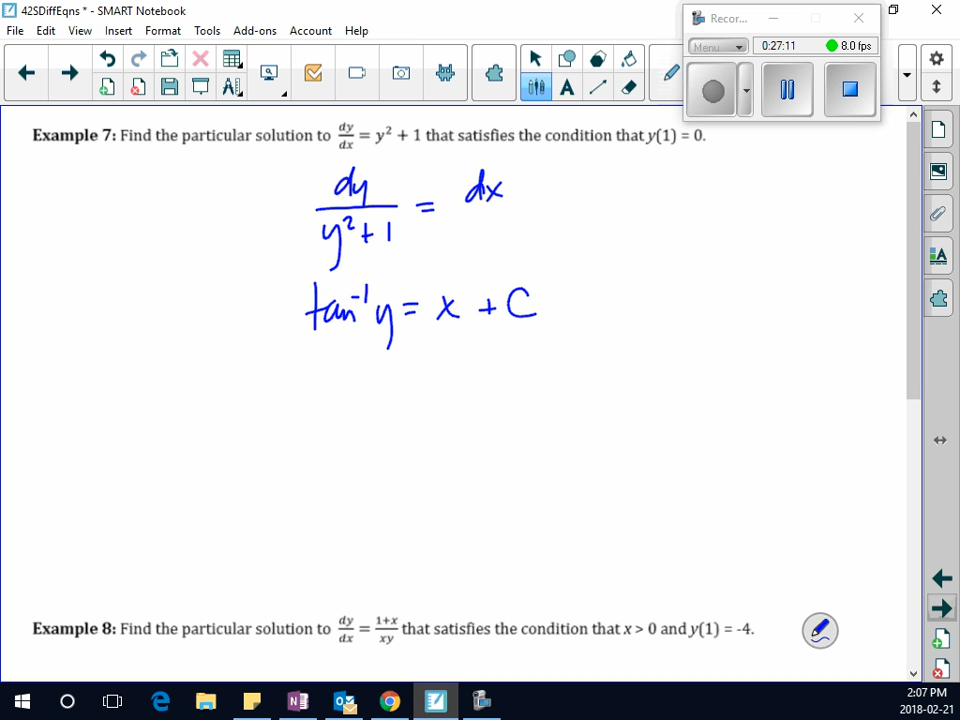 42SDiffEqns * - SMART Notebook
Recor...
File Edit View Insert Format Tools Add-ons Account Help
Menu
0:27:11
8.0 fps
Example 7: Find the particular solution to dy/dx = y² + 1 that satisfies the condition that y(1) = 0.
dy/(y² + 1) = dx
tan⁻¹ y = x + C
Example 8: Find the particular solution to dy/dx = (1+x)/(xy) that satisfies the condition that x > 0 and y(1) = -4.
2:07 PM
2018-02-21